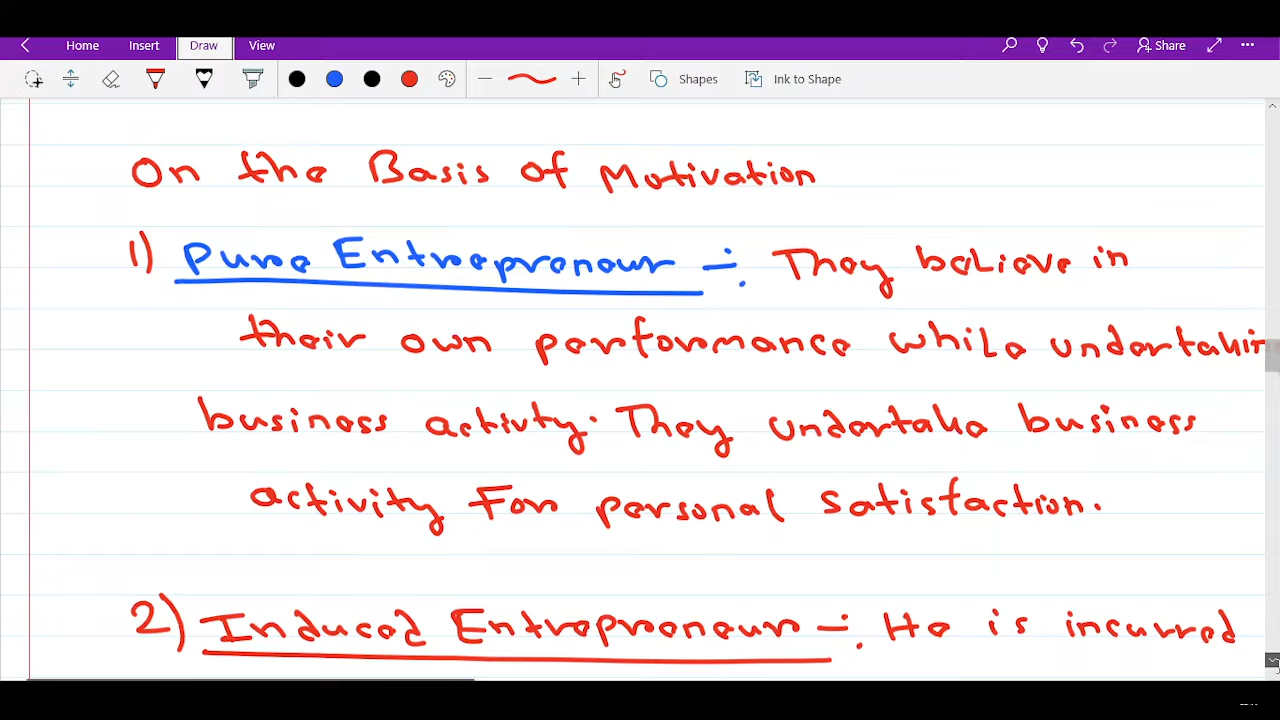 Home Insert Draw View Share
Shapes Ink to Shape
On the Basis of Motivation
1) Pure Entrepreneur -:. They believe in
their own performance while undertakin
business activty. They undertake business
activity For personal satisfaction.
2) Induced Entrepreneur -:. He is incurred